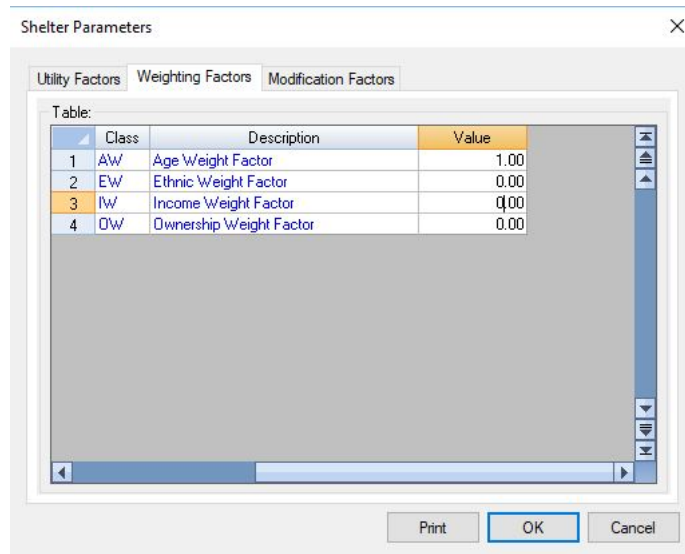 Shelter Parameters
Utility Factors Weighting Factors Modification Factors
Table:
Class Description Value
1 AW Age Weight Factor 1.00
2 EW Ethnic Weight Factor 0.00
3 IW Income Weight Factor 0.00
4 OW Ownership Weight Factor 0.00
Print OK Cancel